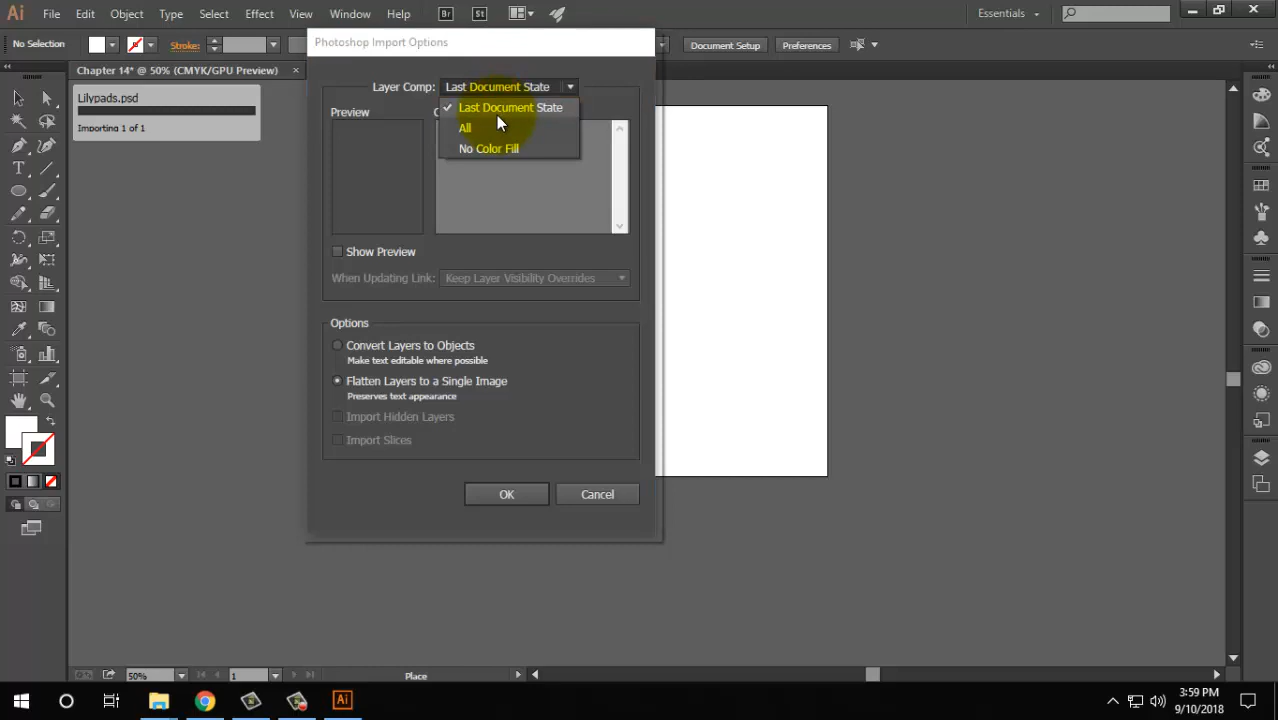 Ai File Edit Object Type Select Effect View Window Help Br St Essentials
No Selection Stroke: Document Setup Preferences
Photoshop Import Options
Chapter 14* @ 50% (CMYK/GPU Preview) ×
Lilypads.psd
Importing 1 of 1
Layer Comp: Last Document State
Last Document State
All
No Color Fill
Preview
Show Preview
When Updating Link: Keep Layer Visibility Overrides
Options
Convert Layers to Objects
Make text editable where possible
Flatten Layers to a Single Image
Preserves text appearance
Import Hidden Layers
Import Slices
OK Cancel
50% 1 Place
Ai
3:59 PM
9/10/2018